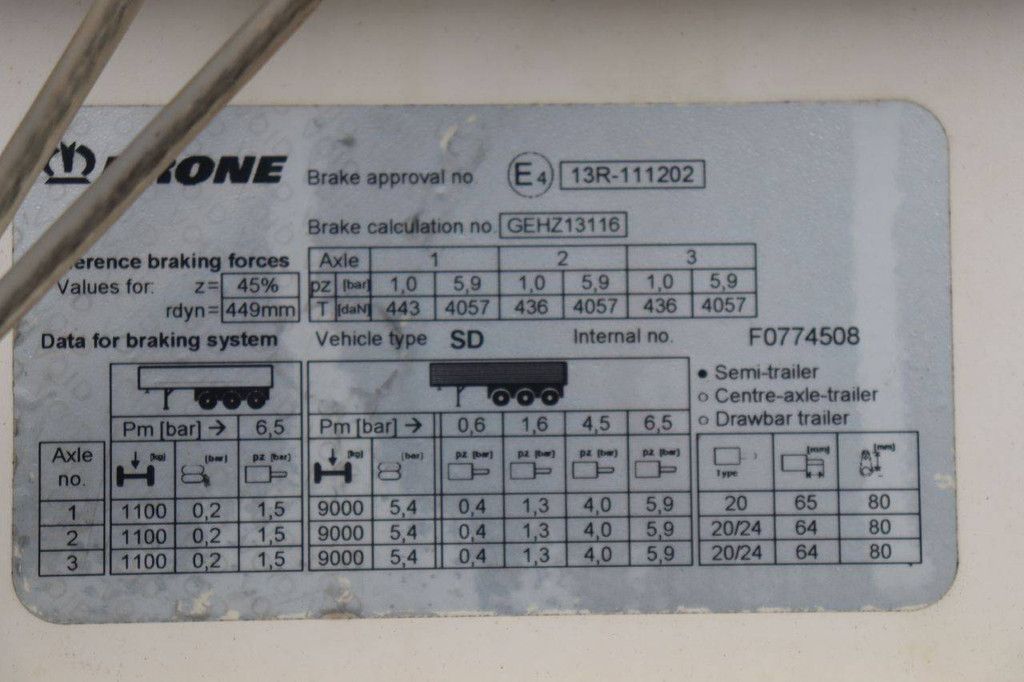 KRONE
Brake approval no E4 13R-111202
Brake calculation no. GEHZ13116
erence braking forces Axle 1 2 3
Values for: z= 45% pz [bar] 1,0 5,9 1,0 5,9 1,0 5,9
rdyn= 449mm T [daN] 443 4057 436 4057 436 4057
Data for braking system Vehicle type SD Internal no. F0774508
• Semi-trailer
○ Centre-axle-trailer
○ Drawbar trailer
Pm [bar] → 6,5 Pm [bar] → 0,6 1,6 4,5 6,5
Axle no. [kg] [bar] pz [bar] [kg] [bar] pz [bar] pz [bar] pz [bar] pz [bar] Type [mm] [mm]
1 1100 0,2 1,5 9000 5,4 0,4 1,3 4,0 5,9 20 65 80
2 1100 0,2 1,5 9000 5,4 0,4 1,3 4,0 5,9 20/24 64 80
3 1100 0,2 1,5 9000 5,4 0,4 1,3 4,0 5,9 20/24 64 80